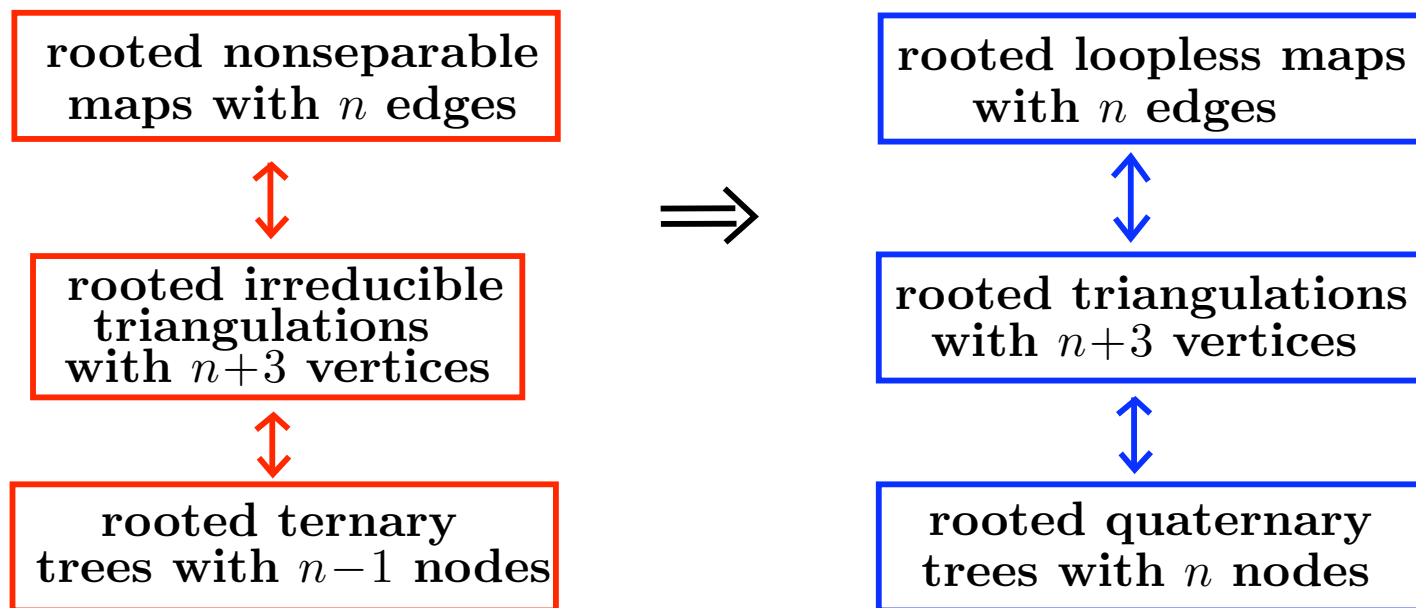 rooted nonseparable
maps with n edges
rooted irreducible
triangulations
with n+3 vertices
rooted ternary
trees with n−1 nodes
⟹
rooted loopless maps
with n edges
rooted triangulations
with n+3 vertices
rooted quaternary
trees with n nodes